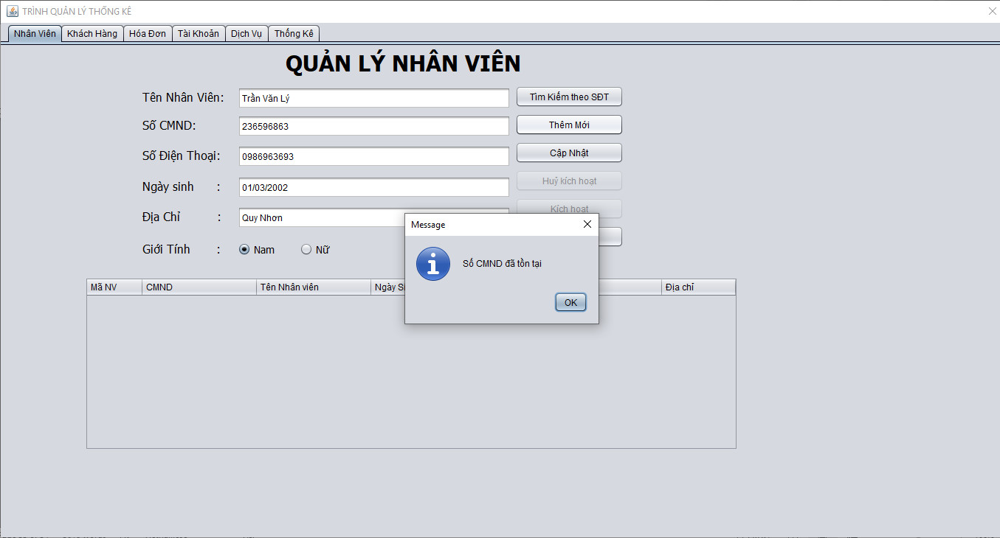 TRÌNH QUẢN LÝ THỐNG KÊ
Nhân Viên Khách Hàng Hóa Đơn Tài Khoản Dịch Vụ Thống Kê
QUẢN LÝ NHÂN VIÊN
Tên Nhân Viên: Trần Văn Lý Tìm Kiếm theo SĐT
Số CMND: 236596863 Thêm Mới
Số Điện Thoại: 0986963693 Cập Nhật
Ngày sinh : 01/03/2002 Huỷ kích hoạt
Địa Chỉ : Quy Nhơn Kích hoạt
Giới Tính : Nam Nữ
Message
Số CMND đã tồn tại
OK
Mã NV CMND Tên Nhân viên Ngày Địa chỉ